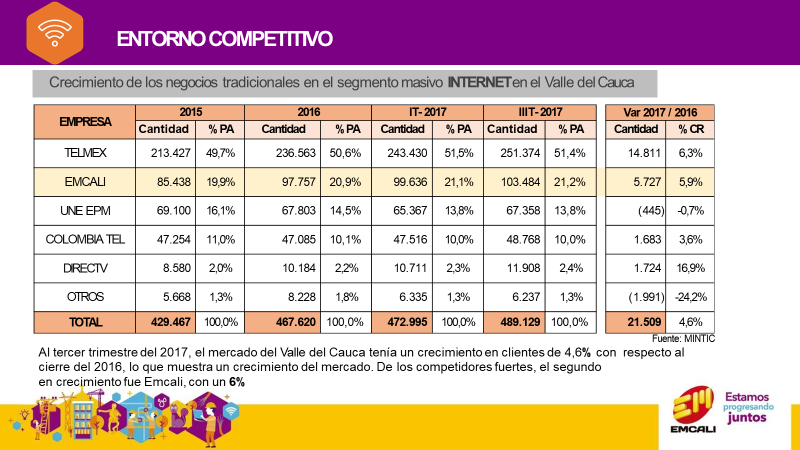 ENTORNO COMPETITIVO
Crecimiento de los negocios tradicionales en el segmento masivo INTERNET en el Valle del Cauca
EMPRESA 2015 2016 IT- 2017 IIIT- 2017 Var 2017 / 2016
Cantidad % PA Cantidad % PA Cantidad % PA Cantidad % PA Cantidad % CR
TELMEX 213.427 49,7% 236.563 50,6% 243.430 51,5% 251.374 51,4% 14.811 6,3%
EMCALI 85.438 19,9% 97.757 20,9% 99.636 21,1% 103.484 21,2% 5.727 5,9%
UNE EPM 69.100 16,1% 67.803 14,5% 65.367 13,8% 67.358 13,8% (445) -0,7%
COLOMBIA TEL 47.254 11,0% 47.085 10,1% 47.516 10,0% 48.768 10,0% 1.683 3,6%
DIRECTV 8.580 2,0% 10.184 2,2% 10.711 2,3% 11.908 2,4% 1.724 16,9%
OTROS 5.668 1,3% 8.228 1,8% 6.335 1,3% 6.237 1,3% (1.991) -24,2%
TOTAL 429.467 100,0% 467.620 100,0% 472.995 100,0% 489.129 100,0% 21.509 4,6%
Fuente: MINTIC
Al tercer trimestre del 2017, el mercado del Valle del Cauca tenía un crecimiento en clientes de 4,6% con respecto al
cierre del 2016, lo que muestra un crecimiento del mercado. De los competidores fuertes, el segundo
en crecimiento fue Emcali, con un 6%
EM
EMCALI
Estamos
progresando
juntos